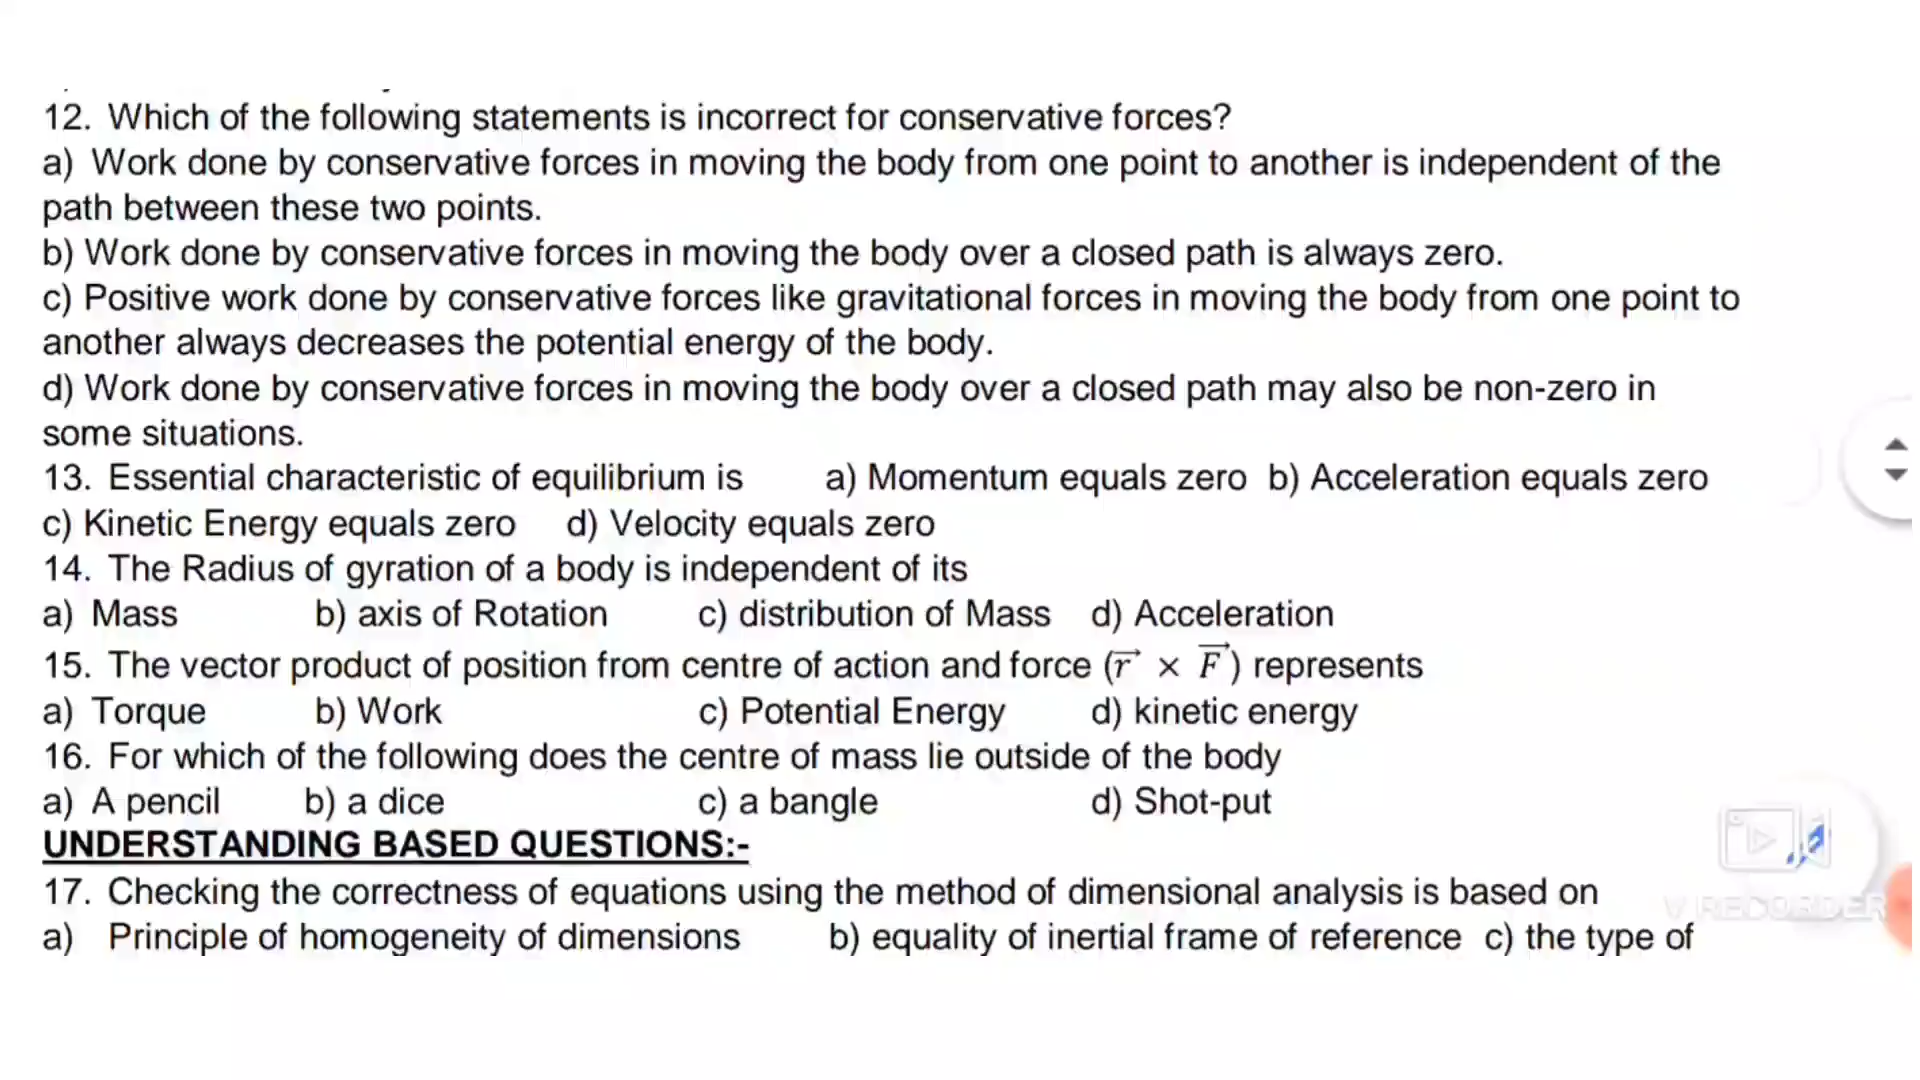 12. Which of the following statements is incorrect for conservative forces?
a) Work done by conservative forces in moving the body from one point to another is independent of the
path between these two points.
b) Work done by conservative forces in moving the body over a closed path is always zero.
c) Positive work done by conservative forces like gravitational forces in moving the body from one point to
another always decreases the potential energy of the body.
d) Work done by conservative forces in moving the body over a closed path may also be non-zero in
some situations.
13. Essential characteristic of equilibrium is a) Momentum equals zero b) Acceleration equals zero
c) Kinetic Energy equals zero d) Velocity equals zero
14. The Radius of gyration of a body is independent of its
a) Mass b) axis of Rotation c) distribution of Mass d) Acceleration
15. The vector product of position from centre of action and force (r⃗ × F⃗) represents
a) Torque b) Work c) Potential Energy d) kinetic energy
16. For which of the following does the centre of mass lie outside of the body
a) A pencil b) a dice c) a bangle d) Shot-put
UNDERSTANDING BASED QUESTIONS:-
17. Checking the correctness of equations using the method of dimensional analysis is based on
a) Principle of homogeneity of dimensions b) equality of inertial frame of reference c) the type of
V RECORDER